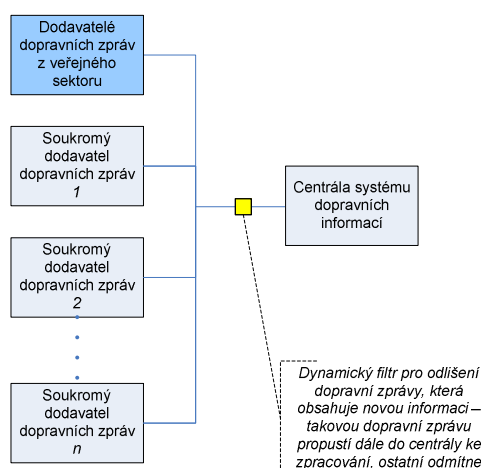 Dodavatelé
dopravních zpráv
z veřejného
sektoru
Soukromý
dodavatel
dopravních zpráv
1
Centrála systému
dopravních
informací
Soukromý
dodavatel
dopravních zpráv
2
Soukromý
dodavatel
dopravních zpráv
n
Dynamický filtr pro odlišení
dopravní zprávy, která
obsahuje novou informaci –
takovou dopravní zprávu
propustí dále do centrály ke
zpracování, ostatní odmítne